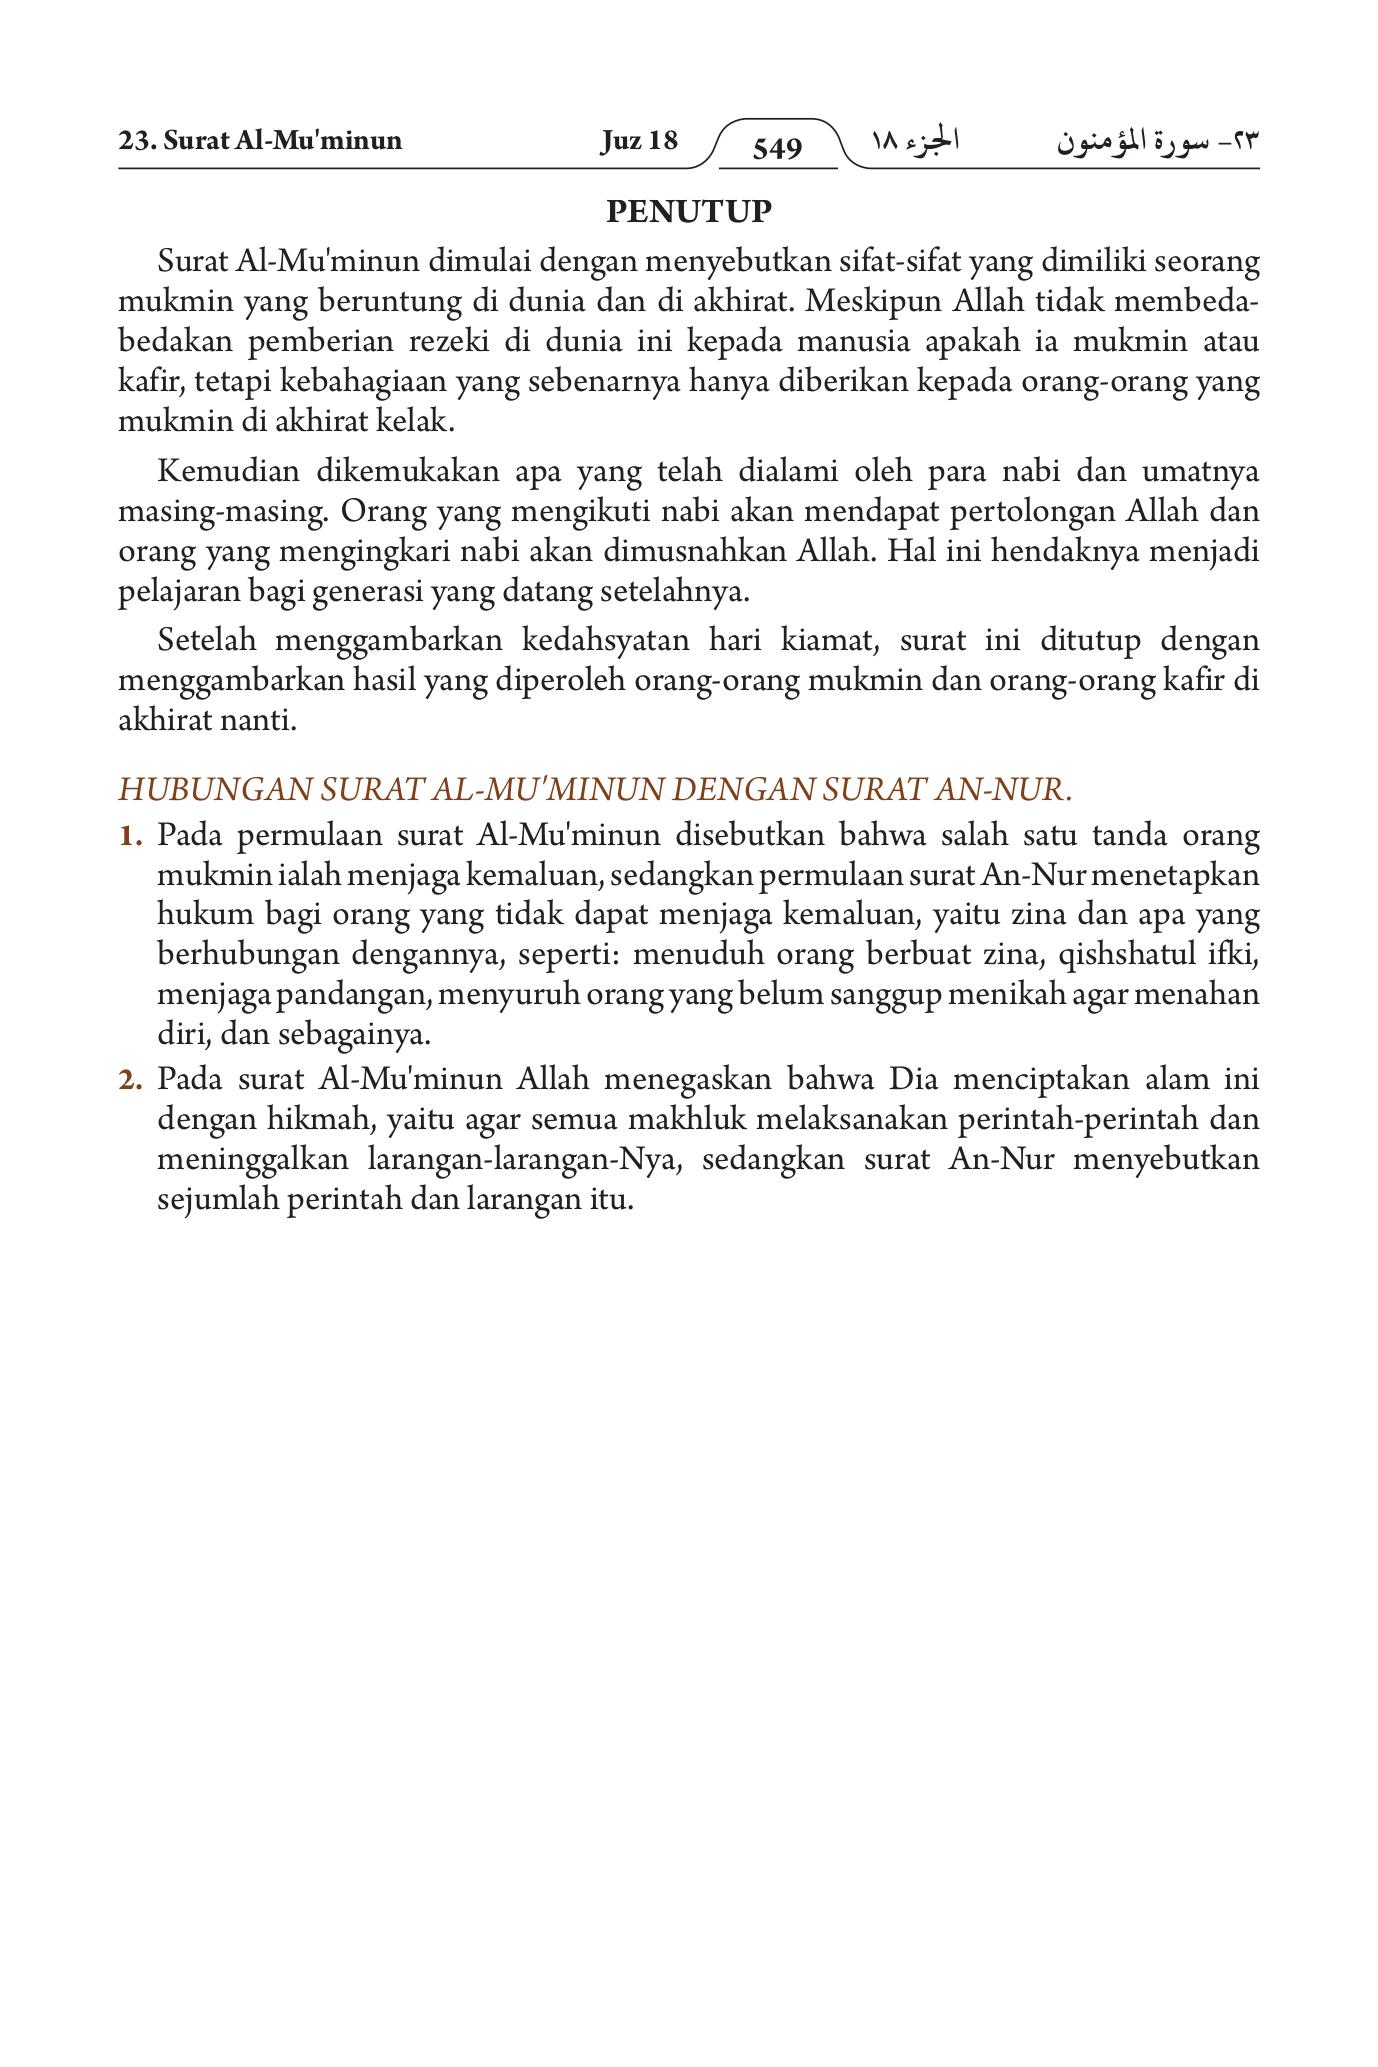 23. Surat Al-Mu'minun Juz 18 549 الجزء ١٨ ٢٣- سورة المؤمنون
PENUTUP
Surat Al-Mu'minun dimulai dengan menyebutkan sifat-sifat yang dimiliki seorang
mukmin yang beruntung di dunia dan di akhirat. Meskipun Allah tidak membeda-
bedakan pemberian rezeki di dunia ini kepada manusia apakah ia mukmin atau
kafir, tetapi kebahagiaan yang sebenarnya hanya diberikan kepada orang-orang yang
mukmin di akhirat kelak.
Kemudian dikemukakan apa yang telah dialami oleh para nabi dan umatnya
masing-masing. Orang yang mengikuti nabi akan mendapat pertolongan Allah dan
orang yang mengingkari nabi akan dimusnahkan Allah. Hal ini hendaknya menjadi
pelajaran bagi generasi yang datang setelahnya.
Setelah menggambarkan kedahsyatan hari kiamat, surat ini ditutup dengan
menggambarkan hasil yang diperoleh orang-orang mukmin dan orang-orang kafir di
akhirat nanti.
HUBUNGAN SURAT AL-MU'MINUN DENGAN SURAT AN-NUR.
1. Pada permulaan surat Al-Mu'minun disebutkan bahwa salah satu tanda orang
mukmin ialah menjaga kemaluan, sedangkan permulaan surat An-Nur menetapkan
hukum bagi orang yang tidak dapat menjaga kemaluan, yaitu zina dan apa yang
berhubungan dengannya, seperti: menuduh orang berbuat zina, qishshatul ifki,
menjaga pandangan, menyuruh orang yang belum sanggup menikah agar menahan
diri, dan sebagainya.
2. Pada surat Al-Mu'minun Allah menegaskan bahwa Dia menciptakan alam ini
dengan hikmah, yaitu agar semua makhluk melaksanakan perintah-perintah dan
meninggalkan larangan-larangan-Nya, sedangkan surat An-Nur menyebutkan
sejumlah perintah dan larangan itu.